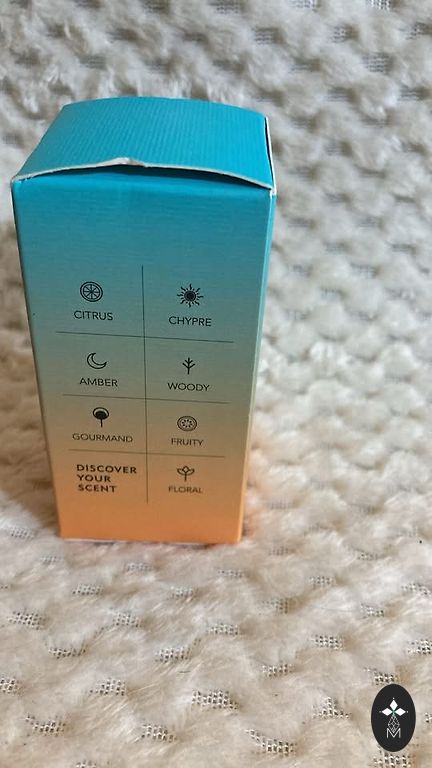 CITRUS
CHYPRE
AMBER
WOODY
GOURMAND
FRUITY
DISCOVER
YOUR
SCENT
FLORAL
M